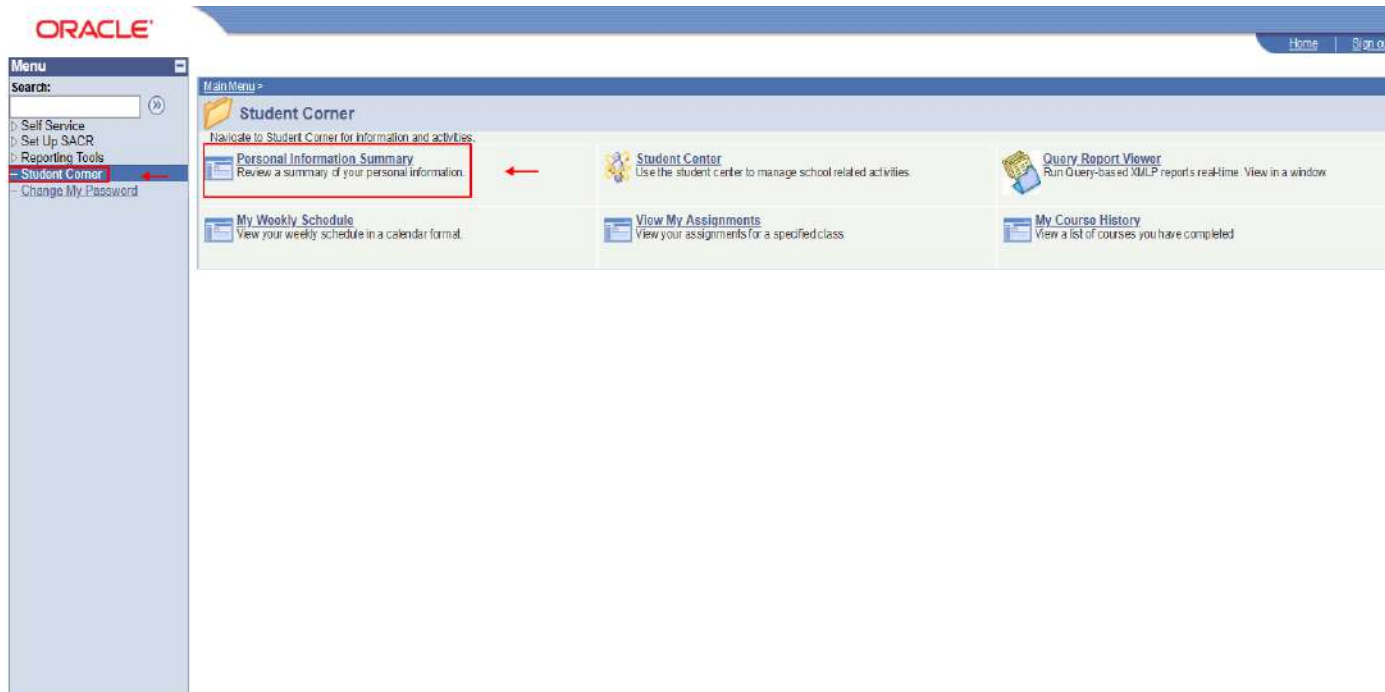 ORACLE'
Home | Sign o
Menu
Search:
Self Service
Set Up SACR
Reporting Tools
Student Corner
Change My Password
Main Menu >
Student Corner
Navigate to Student Corner for information and activities.
Personal Information Summary
Review a summary of your personal information.
Student Center
Use the student center to manage school related activities
Query Report Viewer
Run Query-based XMLP reports real-time. View in a window
My Weekly Schedule
View your weekly schedule in a calendar format.
View My Assignments
View your assignments for a specified class
My Course History
View a list of courses you have completed